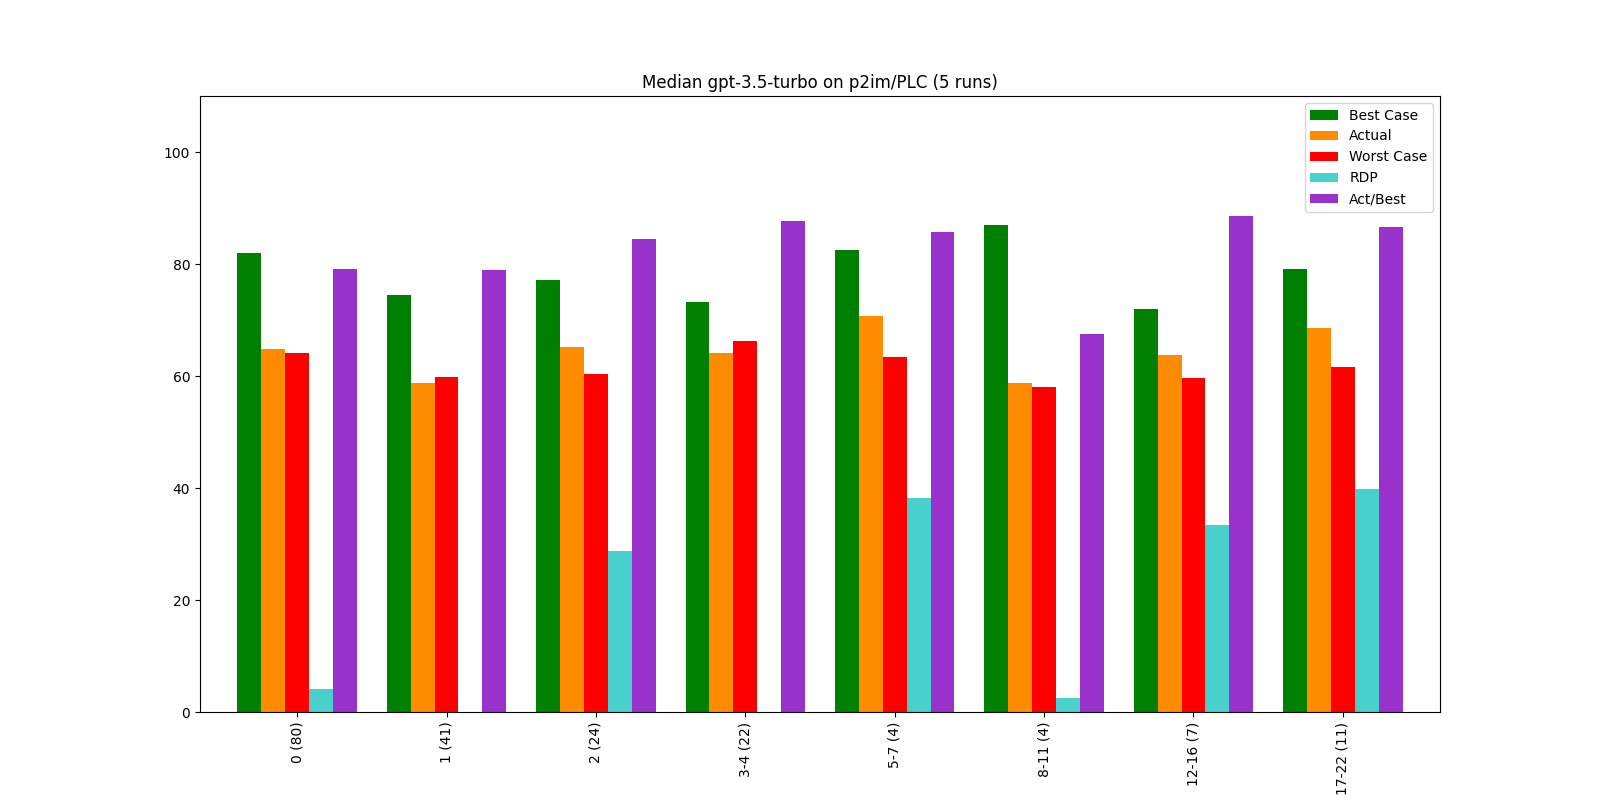 Median gpt-3.5-turbo on p2im/PLC (5 runs)
Best Case
Actual
Worst Case
RDP
Act/Best
100
80
60
40
20
0
0 (80)
1 (41)
2 (24)
3-4 (22)
5-7 (4)
8-11 (4)
12-16 (7)
17-22 (11)